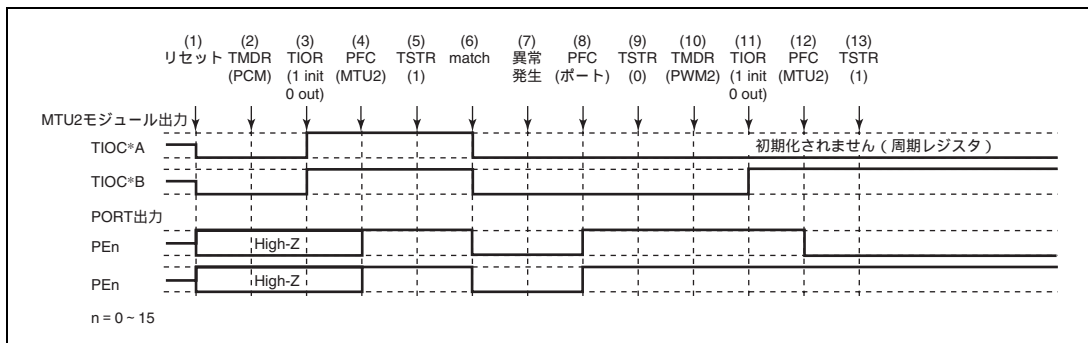 (1) (2) (3) (4) (5) (6) (7) (8) (9) (10) (11) (12) (13)
リセット TMDR TIOR PFC TSTR match 異常 PFC TSTR TMDR TIOR PFC TSTR
(PCM) (1 init (MTU2) (1) 発生 (ポート) (0) (PWM2) (1 init (MTU2) (1)
0 out) 0 out)
MTU2モジュール出力
TIOC*A 初期化されません ( 周期レジスタ )
TIOC*B
PORT出力
PEn High-Z
PEn High-Z
n = 0 ~ 15